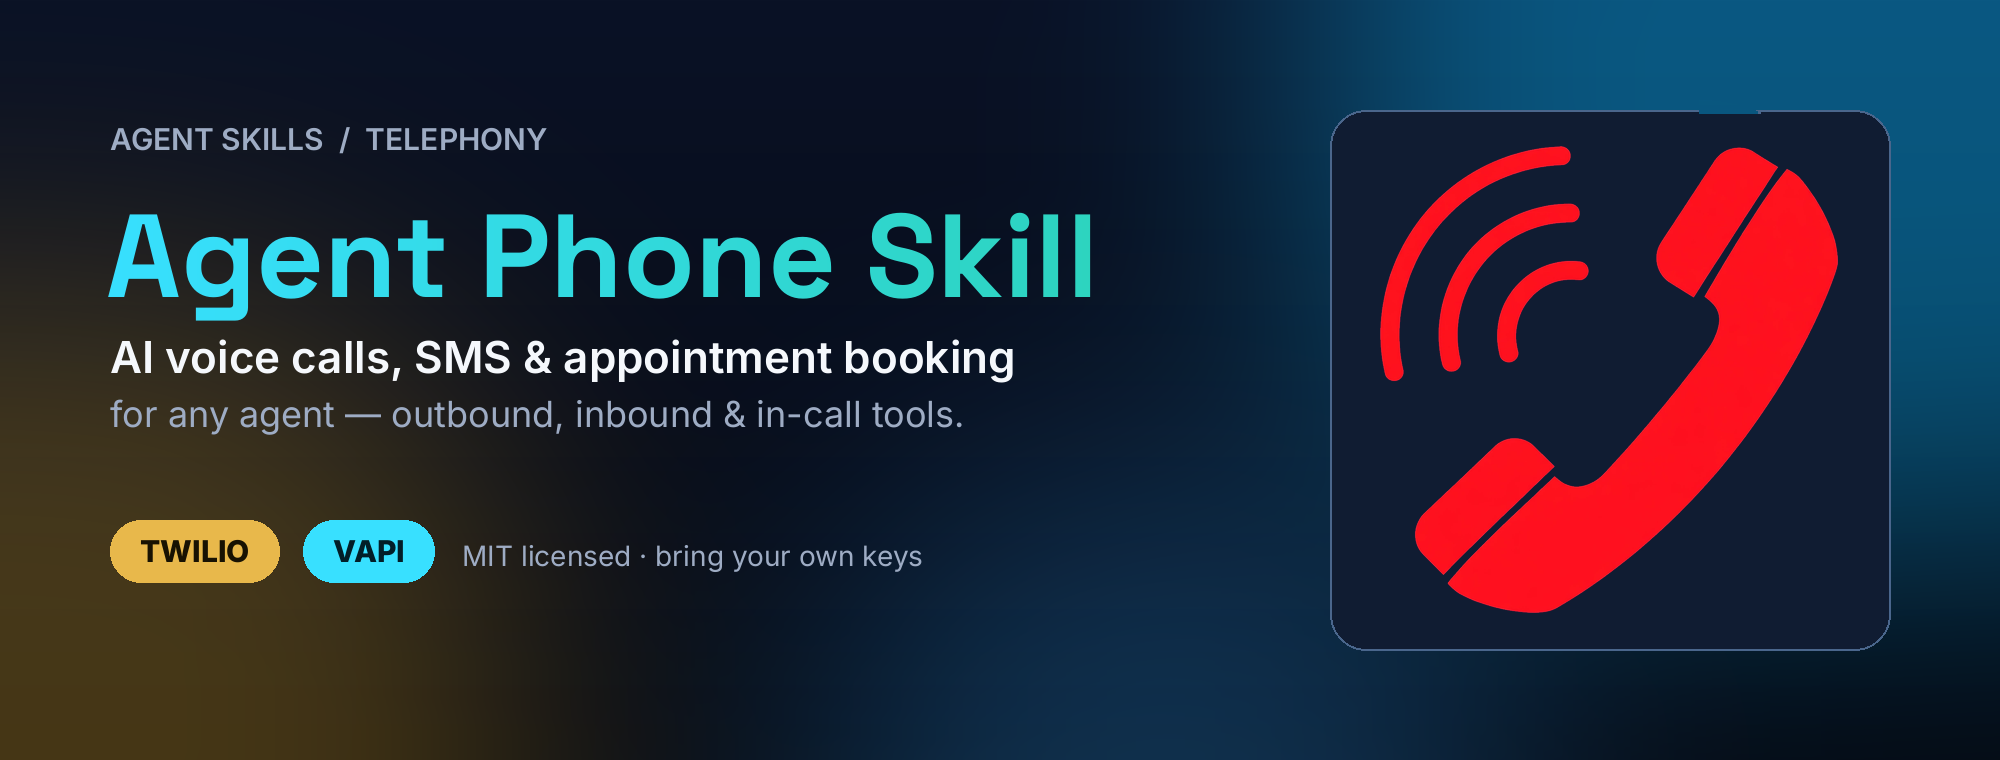 AGENT SKILLS / TELEPHONY
Agent Phone Skill
AI voice calls, SMS & appointment booking
for any agent — outbound, inbound & in-call tools.
TWILIO VAPI MIT licensed · bring your own keys